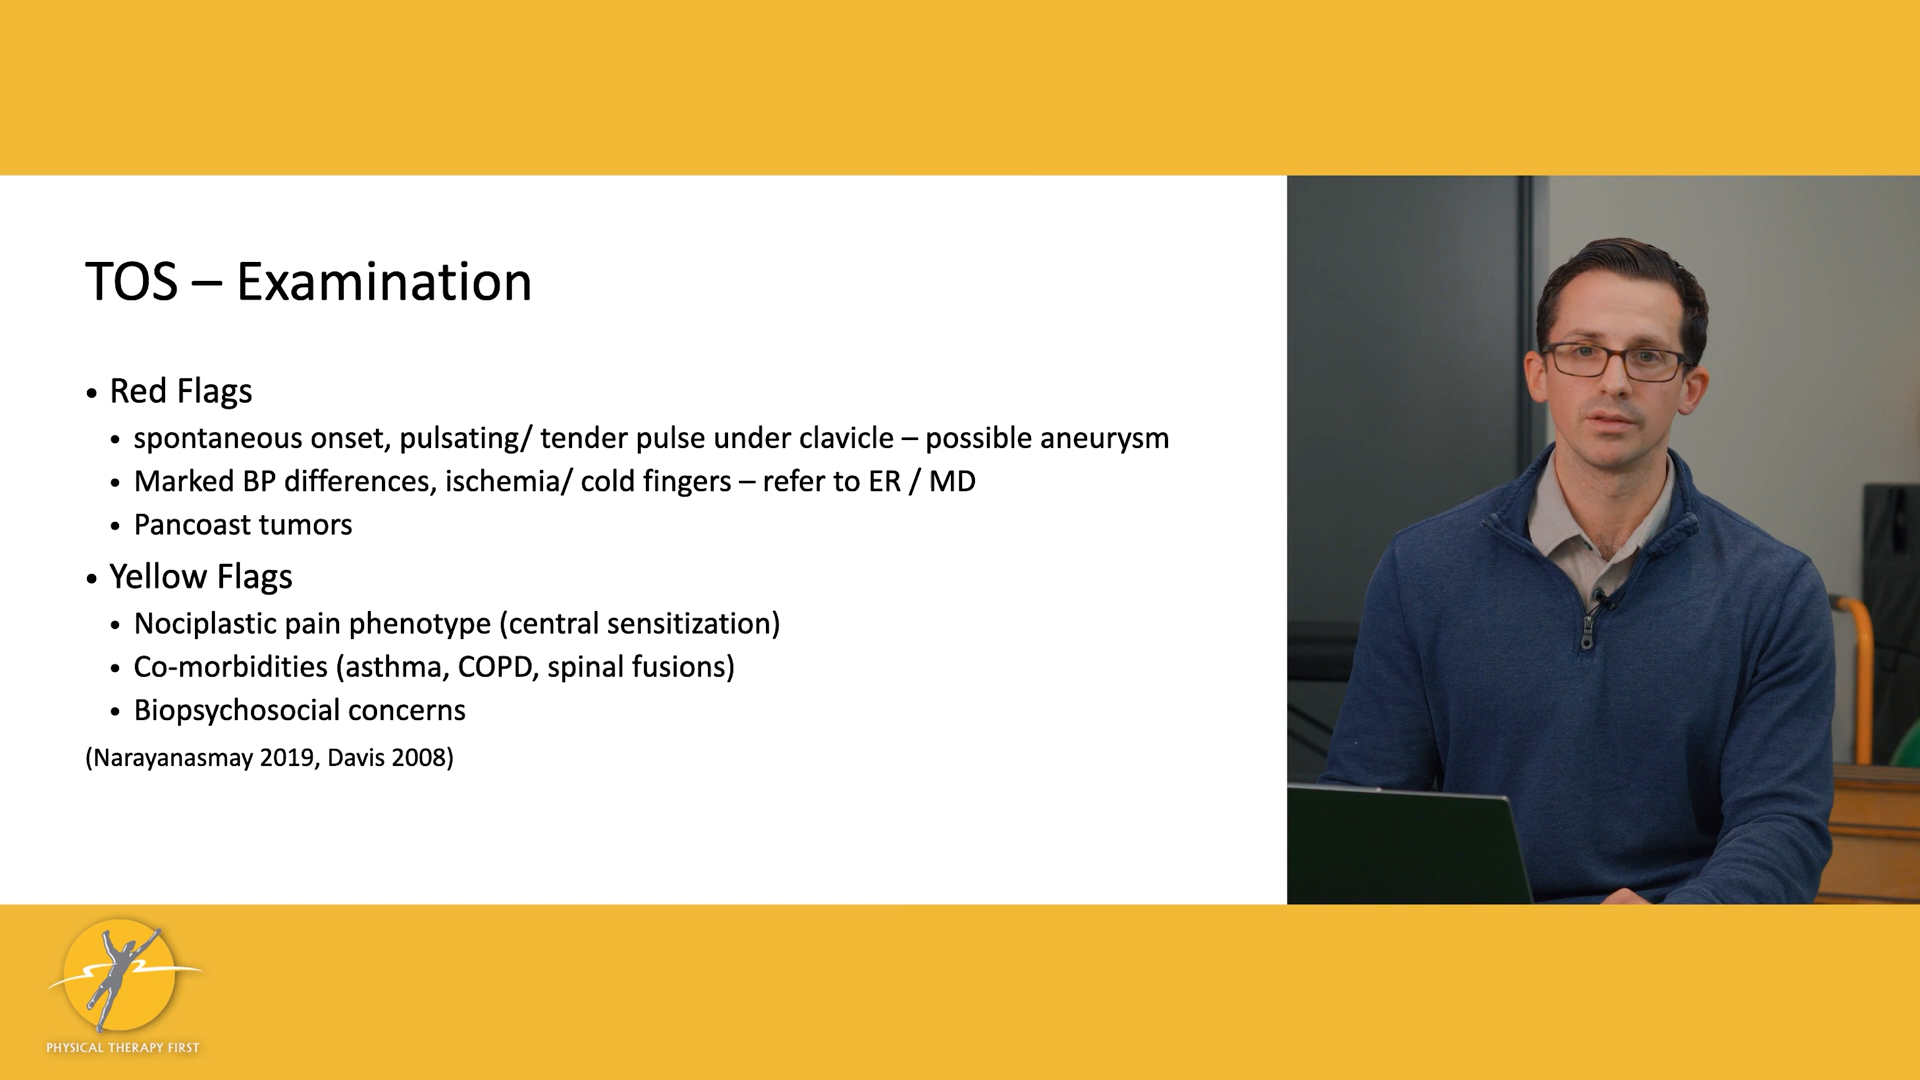 TOS – Examination
• Red Flags
• spontaneous onset, pulsating/ tender pulse under clavicle – possible aneurysm
• Marked BP differences, ischemia/ cold fingers – refer to ER / MD
• Pancoast tumors
• Yellow Flags
• Nociplastic pain phenotype (central sensitization)
• Co-morbidities (asthma, COPD, spinal fusions)
• Biopsychosocial concerns
(Narayanasmay 2019, Davis 2008)
PHYSICAL THERAPY FIRST